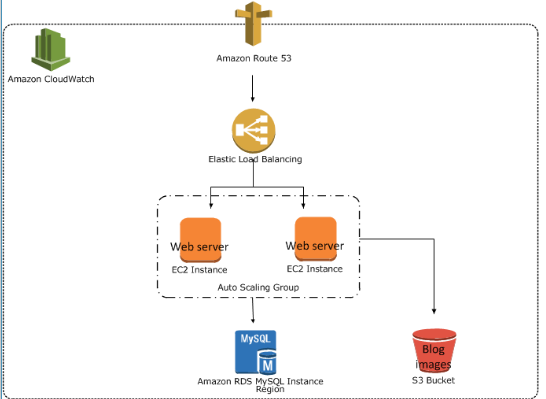 Amazon Route 53
Amazon CloudWatch
Elastic Load Balancing
Web server
EC2 Instance
Web server
EC2 Instance
Auto Scaling Group
MySQL
M
Amazon RDS MySQL Instance
Region
Blog
images
S3 Bucket